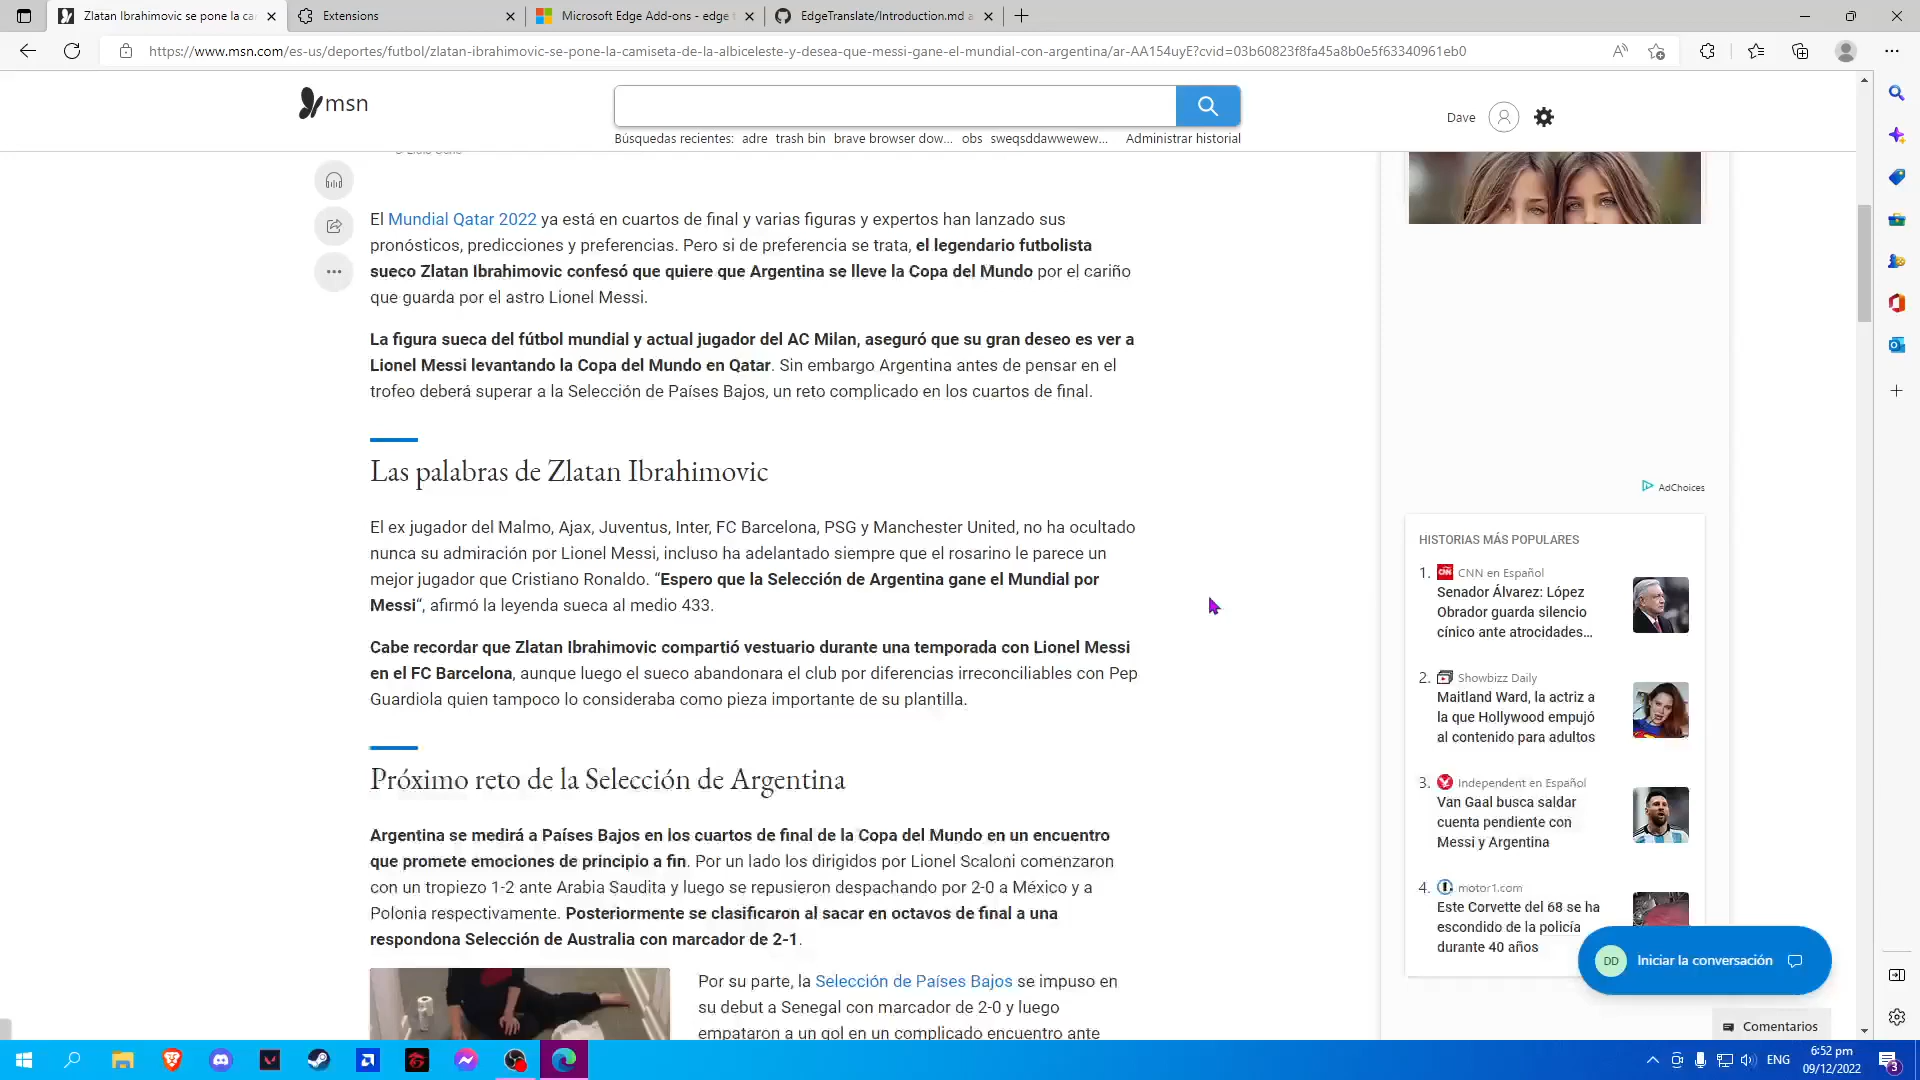 Zlatan Ibrahimovic se pone la ca
Extensions
Microsoft Edge Add-ons - edge t
EdgeTranslate/Introduction.md a
https://www.msn.com/es-us/deportes/futbol/zlatan-ibrahimovic-se-pone-la-camiseta-de-la-albiceleste-y-desea-que-messi-gane-el-mundial-con-argentina/ar-AA154uyE?cvid=03b60823f8fa45a8b0e5f63340961eb0
msn
Dave
Búsquedas recientes: adre trash bin brave browser dow... obs sweqsddawwewew... Administrar historial
El Mundial Qatar 2022 ya está en cuartos de final y varias figuras y expertos han lanzado sus
pronósticos, predicciones y preferencias. Pero si de preferencia se trata, el legendario futbolista
sueco Zlatan Ibrahimovic confesó que quiere que Argentina se lleve la Copa del Mundo por el cariño
que guarda por el astro Lionel Messi.
La figura sueca del fútbol mundial y actual jugador del AC Milan, aseguró que su gran deseo es ver a
Lionel Messi levantando la Copa del Mundo en Qatar. Sin embargo Argentina antes de pensar en el
trofeo deberá superar a la Selección de Países Bajos, un reto complicado en los cuartos de final.
Las palabras de Zlatan Ibrahimovic
El ex jugador del Malmo, Ajax, Juventus, Inter, FC Barcelona, PSG y Manchester United, no ha ocultado
nunca su admiración por Lionel Messi, incluso ha adelantado siempre que el rosarino le parece un
mejor jugador que Cristiano Ronaldo. “Espero que la Selección de Argentina gane el Mundial por
Messi“, afirmó la leyenda sueca al medio 433.
Cabe recordar que Zlatan Ibrahimovic compartió vestuario durante una temporada con Lionel Messi
en el FC Barcelona, aunque luego el sueco abandonara el club por diferencias irreconciliables con Pep
Guardiola quien tampoco lo consideraba como pieza importante de su plantilla.
Próximo reto de la Selección de Argentina
Argentina se medirá a Países Bajos en los cuartos de final de la Copa del Mundo en un encuentro
que promete emociones de principio a fin. Por un lado los dirigidos por Lionel Scaloni comenzaron
con un tropiezo 1-2 ante Arabia Saudita y luego se repusieron despachando por 2-0 a México y a
Polonia respectivamente. Posteriormente se clasificaron al sacar en octavos de final a una
respondona Selección de Australia con marcador de 2-1.
Por su parte, la Selección de Países Bajos se impuso en
su debut a Senegal con marcador de 2-0 y luego
empataron a un gol en un complicado encuentro ante
AdChoices
HISTORIAS MÁS POPULARES
1. CNN en Español
Senador Álvarez: López
Obrador guarda silencio
cínico ante atrocidades...
2. Showbizz Daily
Maitland Ward, la actriz a
la que Hollywood empujó
al contenido para adultos
3. Independent en Español
Van Gaal busca saldar
cuenta pendiente con
Messi y Argentina
4. motor1.com
Este Corvette del 68 se ha
escondido de la policía
durante 40 años
DD Iniciar la conversación
Comentarios
ENG
6:52 pm
09/12/2022
3